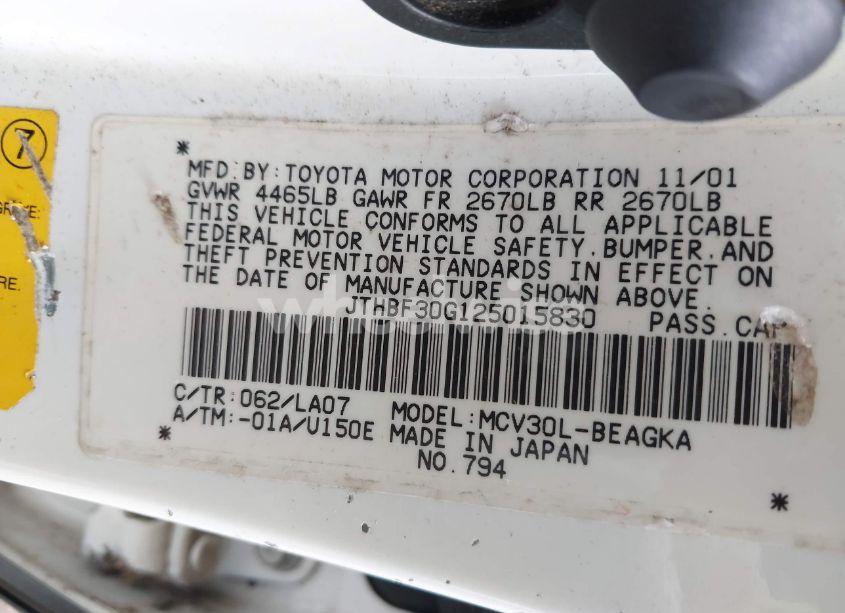 7
RE.
*
MFD.BY:TOYOTA MOTOR CORPORATION 11/01
GVWR 4465LB GAWR FR 2670LB RR 2670LB
THIS VEHICLE CONFORMS TO ALL APPLICABLE
FEDERAL MOTOR VEHICLE SAFETY,BUMPER,AND
THEFT PREVENTION STANDARDS IN EFFECT ON
THE DATE OF MANUFACTURE SHOWN ABOVE.
JTHBF30G125015830 PASS.CAR
C/TR:062/LA07 MODEL:MCV30L-BEAGKA
A/TM:-01A/U150E MADE IN JAPAN
* NO.794 *